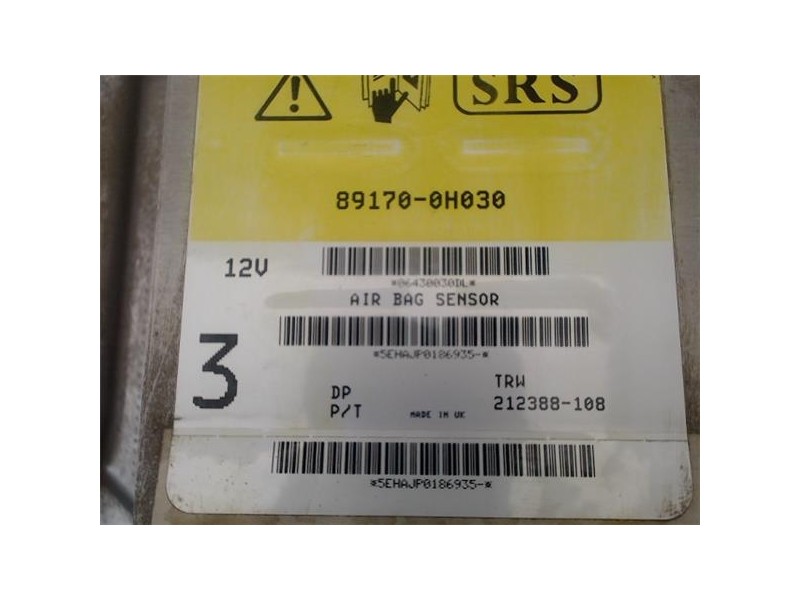 SRS
89170-0H030
12V
*06430030DL*
AIR BAG SENSOR
*5EHAJP0186935-*
3
DP TRW
P/T MADE IN UK 212388-108
*5EHAJP0186935-*